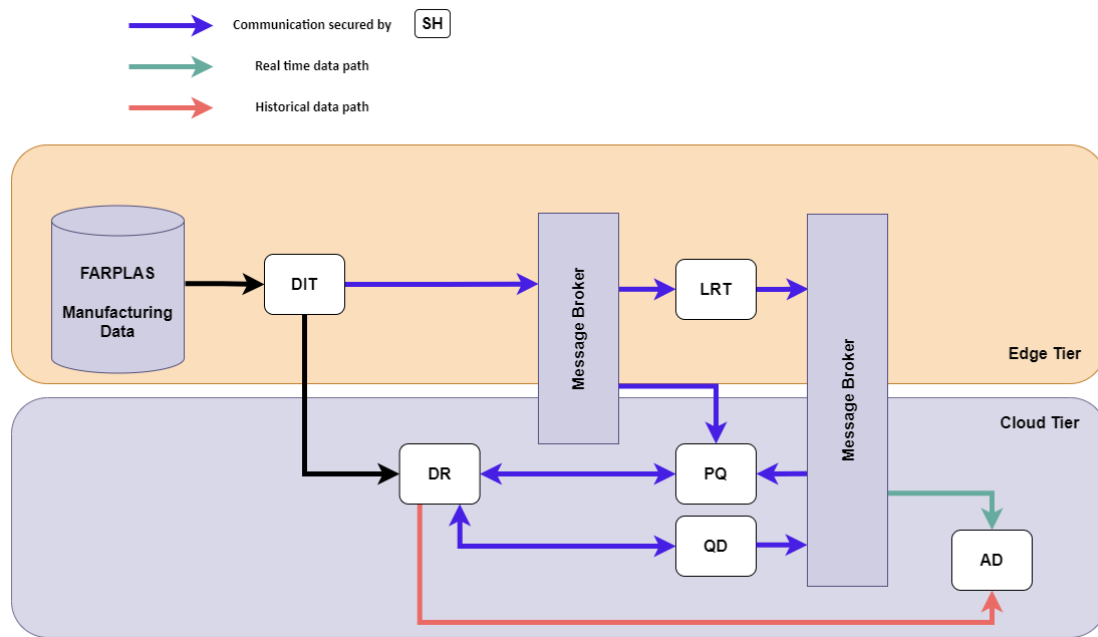 Communication secured by
SH
Real time data path
Historical data path
FARPLAS
Manufacturing
Data
DIT
Message Broker
LRT
Message Broker
Edge Tier
Cloud Tier
DR
PQ
QD
AD